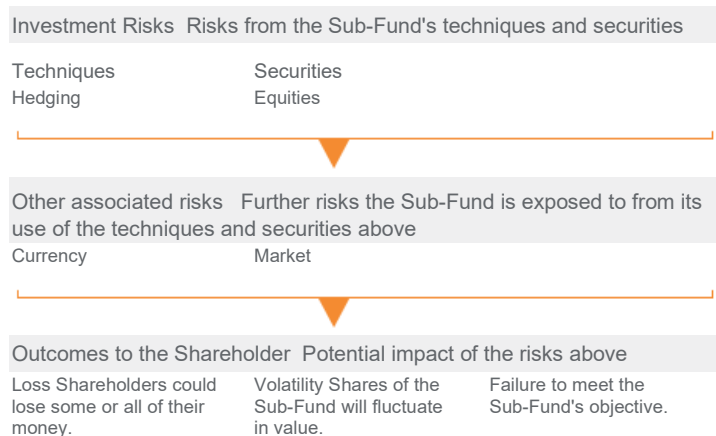 Investment Risks Risks from the Sub-Fund's techniques and securities
Techniques Securities
Hedging Equities
Other associated risks Further risks the Sub-Fund is exposed to from its
use of the techniques and securities above
Currency Market
Outcomes to the Shareholder Potential impact of the risks above
Loss Shareholders could
lose some or all of their
money.
Volatility Shares of the
Sub-Fund will fluctuate
in value.
Failure to meet the
Sub-Fund's objective.